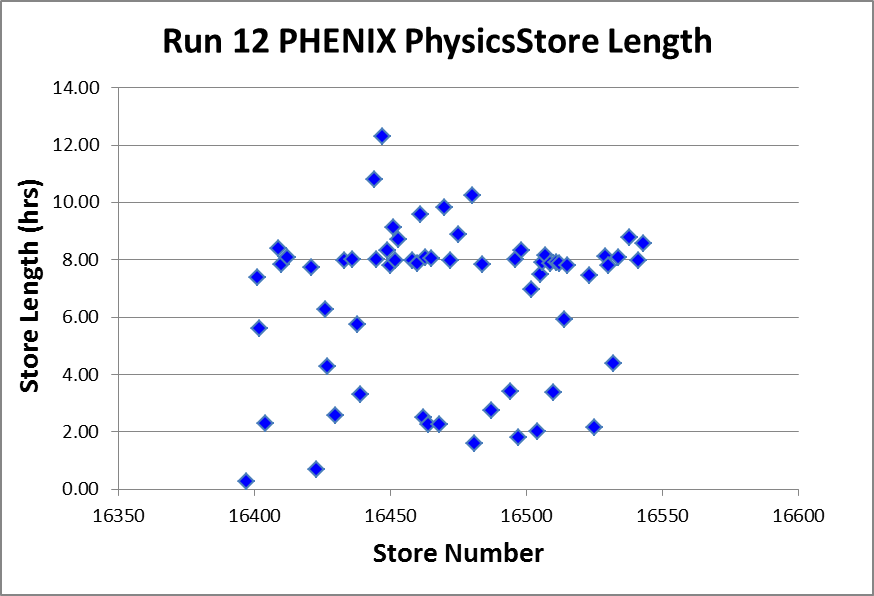 Run 12 PHENIX PhysicsStore Length
14.00
12.00
10.00
8.00
6.00
4.00
2.00
0.00
Store Length (hrs)
16350 16400 16450 16500 16550 16600
Store Number